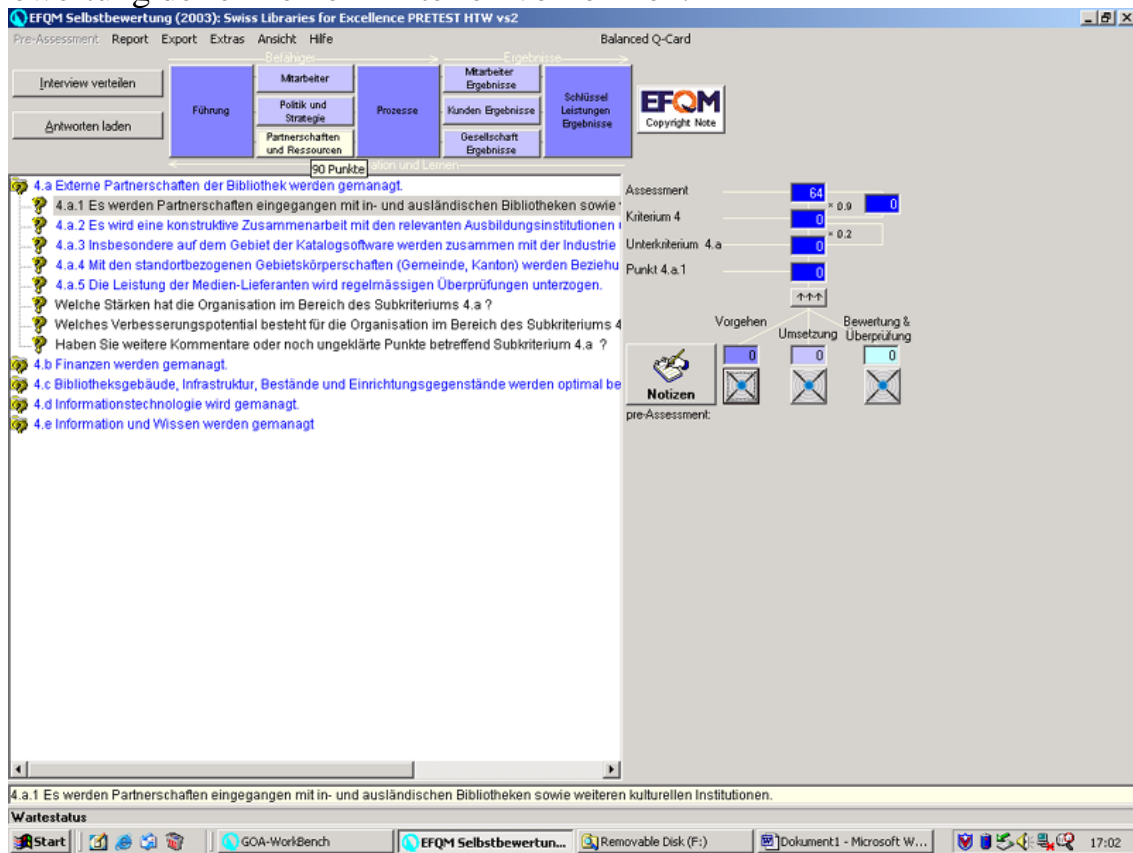 EFQM Selbstbewertung (2003): Swiss Libraries for Excellence PRETEST HTW vs2
Pre-Assessment Report Export Extras Ansicht Hilfe Balanced Q-Card
Befähiger Ergebnisse
Interview verteilen
Antworten laden
Führung
Mitarbeiter
Politik und
Strategie
Partnerschaften
und Ressourcen
Prozesse
Mitarbeiter
Ergebnisse
Kunden Ergebnisse
Gesellschaft
Ergebnisse
Schlüssel
Leistungen
Ergebnisse
EFQM
Copyright Note
90 Punkte
und Lernen
4.a Externe Partnerschaften der Bibliothek werden gemanagt.
4.a.1 Es werden Partnerschaften eingegangen mit in- und ausländischen Bibliotheken sowie
4.a.2 Es wird eine konstruktive Zusammenarbeit mit den relevanten Ausbildungsinstitutionen
4.a.3 Insbesondere auf dem Gebiet der Katalogsoftware werden zusammen mit der Industrie
4.a.4 Mit den standortbezogenen Gebietskörperschaften (Gemeinde, Kanton) werden Beziehu
4.a.5 Die Leistung der Medien-Lieferanten wird regelmässigen Überprüfungen unterzogen.
Welche Stärken hat die Organisation im Bereich des Subkriteriums 4.a ?
Welches Verbesserungspotential besteht für die Organisation im Bereich des Subkriteriums 4
Haben Sie weitere Kommentare oder noch ungeklärte Punkte betreffend Subkriterium 4.a ?
4.b Finanzen werden gemanagt.
4.c Bibliotheksgebäude, Infrastruktur, Bestände und Einrichtungsgegenstände werden optimal be
4.d Informationstechnologie wird gemanagt.
4.e Information und Wissen werden gemanagt
Assessment 64
× 0.9 0
Kriterium 4 0
× 0.2
Unterkriterium 4.a 0
Punkt 4.a.1 0
↑↑↑
Vorgehen Umsetzung Bewertung &
Überprüfung
0 0 0
Notizen
pre-Assessment:
4.a.1 Es werden Partnerschaften eingegangen mit in- und ausländischen Bibliotheken sowie weiteren kulturellen Institutionen.
Wartestatus
Start GOA-WorkBench EFQM Selbstbewertun... Removable Disk (F:) Dokument1 - Microsoft W... 17:02